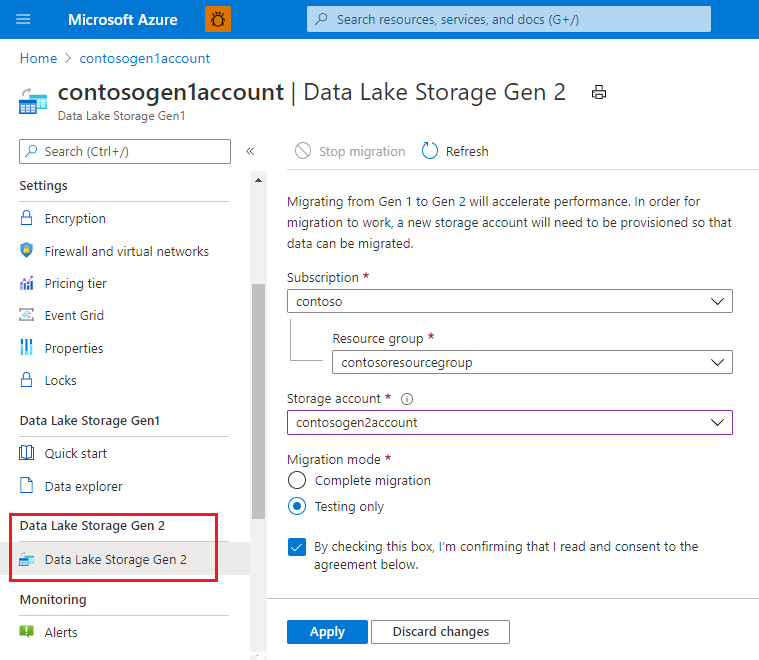 Microsoft Azure
Search resources, services, and docs (G+/)
Home > contosogen1account
contosogen1account | Data Lake Storage Gen 2
Data Lake Storage Gen1
Search (Ctrl+/)
«
Settings
Encryption
Firewall and virtual networks
Pricing tier
Event Grid
Properties
Locks
Data Lake Storage Gen1
Quick start
Data explorer
Data Lake Storage Gen 2
Data Lake Storage Gen 2
Monitoring
Alerts
Stop migration
Refresh
Migrating from Gen 1 to Gen 2 will accelerate performance. In order for
migration to work, a new storage account will need to be provisioned so that
data can be migrated.
Subscription *
contoso
Resource group *
contosoresourcegroup
Storage account *
contosogen2account
Migration mode *
Complete migration
Testing only
By checking this box, I'm confirming that I read and consent to the
agreement below.
Apply
Discard changes